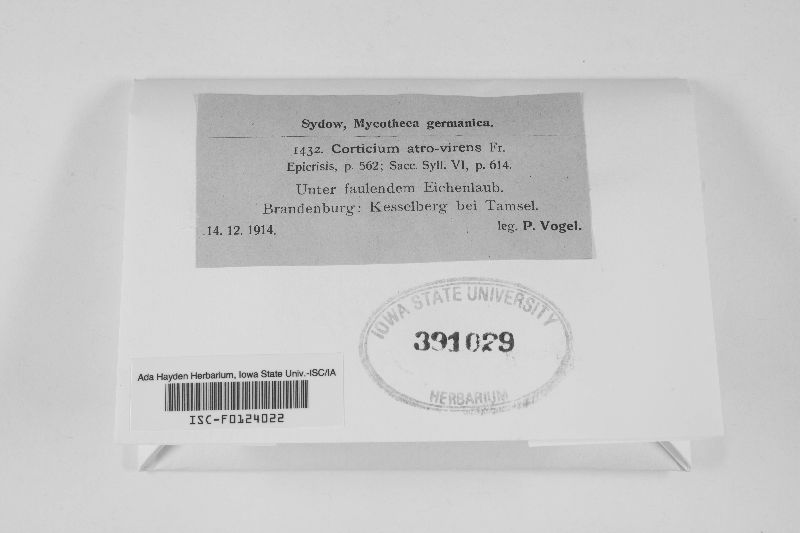 Sydow, Mycotheca germanica.
1432. Corticium atro-virens Fr.
Epicrisis, p. 562; Sacc. Syll. VI, p. 614.
Unter faulendem Eichenlaub.
Brandenburg: Kesselberg bei Tamsel.
14. 12. 1914. leg. P. Vogel.
IOWA STATE UNIVERSITY
391029
HERBARIUM
Ada Hayden Herbarium, Iowa State Univ.-ISC/IA
ISC-F0124022